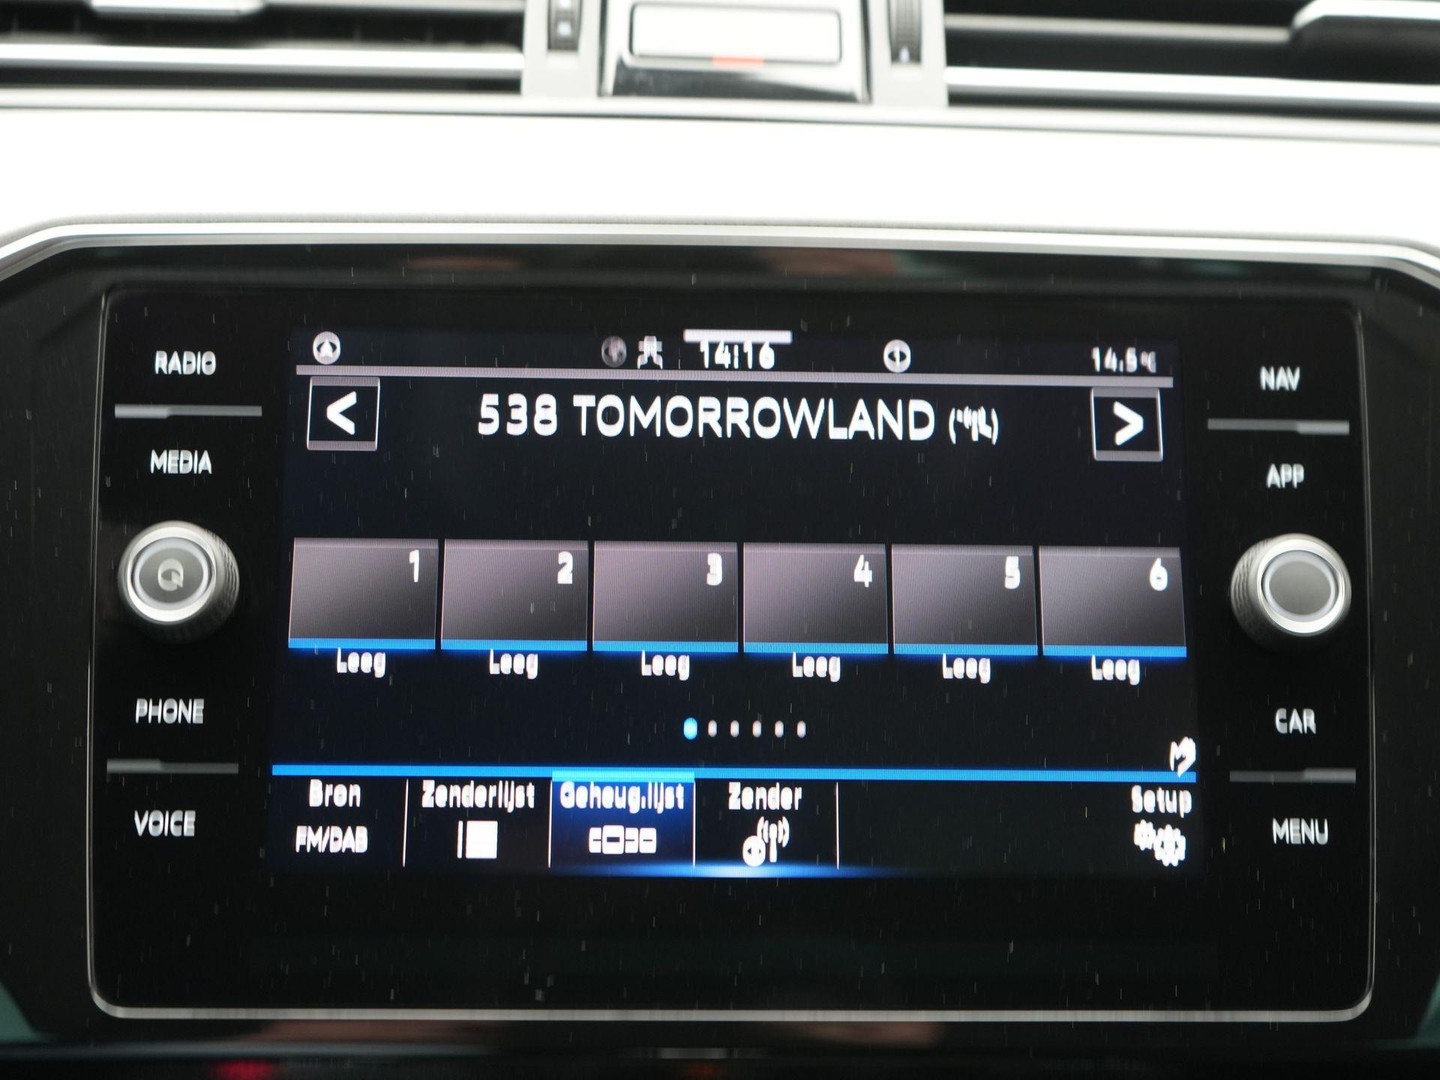 RADIO
MEDIA
PHONE
VOICE
14:16
14.5°C
< 538 TOMORROWLAND >
1 2 3 4 5 6
Leeg Leeg Leeg Leeg Leeg Leeg
Bron Zenderlijst Geheug.lijst Zender Setup
FM/DAB
NAV
APP
CAR
MENU